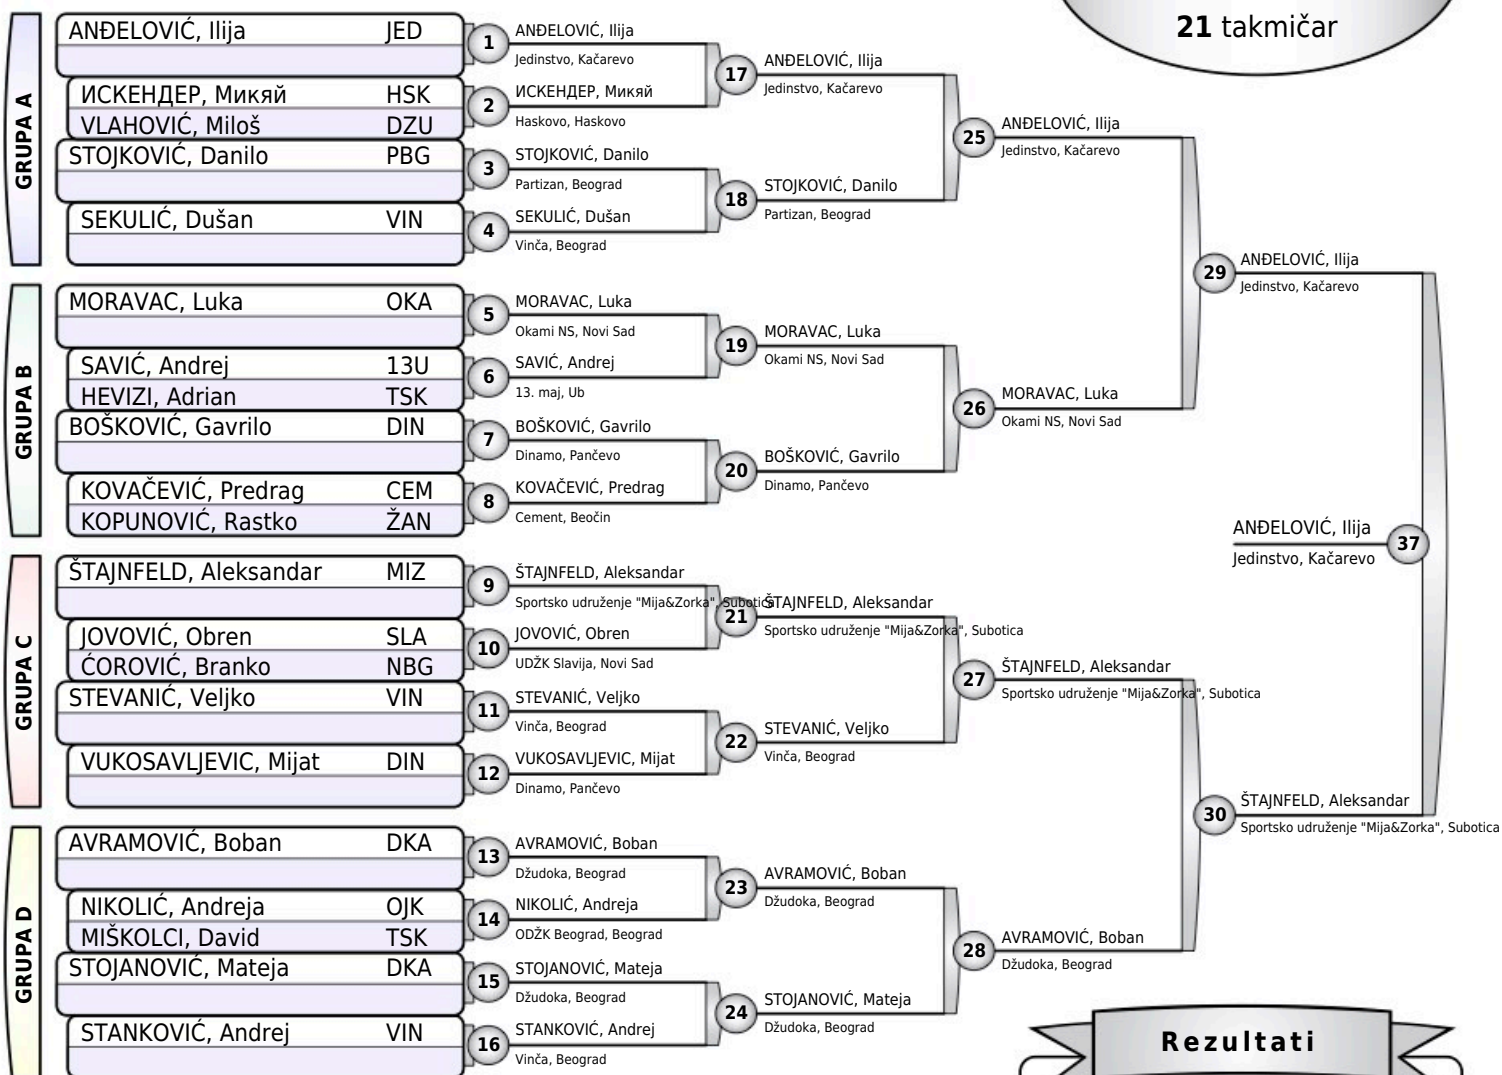 21 takmičar
GRUPA A
ANĐELOVIĆ, Ilija JED
ИСКЕНДЕР, Микяй HSK
VLAHOVIĆ, Miloš DZU
STOJKOVIĆ, Danilo PBG
SEKULIĆ, Dušan VIN
GRUPA B
MORAVAC, Luka OKA
SAVIĆ, Andrej 13U
HEVIZI, Adrian TSK
BOŠKOVIĆ, Gavrilo DIN
KOVAČEVIĆ, Predrag CEM
KOPUNOVIĆ, Rastko ŽAN
GRUPA C
ŠTAJNFELD, Aleksandar MIZ
JOVOVIĆ, Obren SLA
ĆOROVIĆ, Branko NBG
STEVANIĆ, Veljko VIN
VUKOSAVLJEVIC, Mijat DIN
GRUPA D
AVRAMOVIĆ, Boban DKA
NIKOLIĆ, Andreja OJK
MIŠKOLCI, David TSK
STOJANOVIĆ, Mateja DKA
STANKOVIĆ, Andrej VIN
1 ANĐELOVIĆ, Ilija
Jedinstvo, Kačarevo
2 ИСКЕНДЕР, Микяй
Haskovo, Haskovo
3 STOJKOVIĆ, Danilo
Partizan, Beograd
4 SEKULIĆ, Dušan
Vinča, Beograd
5 MORAVAC, Luka
Okami NS, Novi Sad
6 SAVIĆ, Andrej
13. maj, Ub
7 BOŠKOVIĆ, Gavrilo
Dinamo, Pančevo
8 KOVAČEVIĆ, Predrag
Cement, Beočin
9 ŠTAJNFELD, Aleksandar
Sportsko udruženje "Mija&Zorka", Subotica
10 JOVOVIĆ, Obren
UDŽK Slavija, Novi Sad
11 STEVANIĆ, Veljko
Vinča, Beograd
12 VUKOSAVLJEVIC, Mijat
Dinamo, Pančevo
13 AVRAMOVIĆ, Boban
Džudoka, Beograd
14 NIKOLIĆ, Andreja
ODŽK Beograd, Beograd
15 STOJANOVIĆ, Mateja
Džudoka, Beograd
16 STANKOVIĆ, Andrej
Vinča, Beograd
17 ANĐELOVIĆ, Ilija
Jedinstvo, Kačarevo
18 STOJKOVIĆ, Danilo
Partizan, Beograd
19 MORAVAC, Luka
Okami NS, Novi Sad
20 BOŠKOVIĆ, Gavrilo
Dinamo, Pančevo
21 ŠTAJNFELD, Aleksandar
Sportsko udruženje "Mija&Zorka", Subotica
22 STEVANIĆ, Veljko
Vinča, Beograd
23 AVRAMOVIĆ, Boban
Džudoka, Beograd
24 STOJANOVIĆ, Mateja
Džudoka, Beograd
25 ANĐELOVIĆ, Ilija
Jedinstvo, Kačarevo
26 MORAVAC, Luka
Okami NS, Novi Sad
27 ŠTAJNFELD, Aleksandar
Sportsko udruženje "Mija&Zorka", Subotica
28 AVRAMOVIĆ, Boban
Džudoka, Beograd
29 ANĐELOVIĆ, Ilija
Jedinstvo, Kačarevo
30 ŠTAJNFELD, Aleksandar
Sportsko udruženje "Mija&Zorka", Subotica
ANĐELOVIĆ, Ilija 37
Jedinstvo, Kačarevo
Rezultati